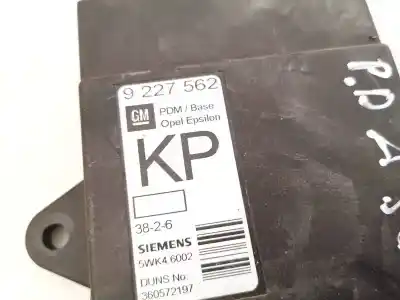 9 227 562
GM
PDM / Base
Opel Epsilon
KP
38-2-6
SIEMENS
5WK4 6002
DUNS No:
360572197
P.D